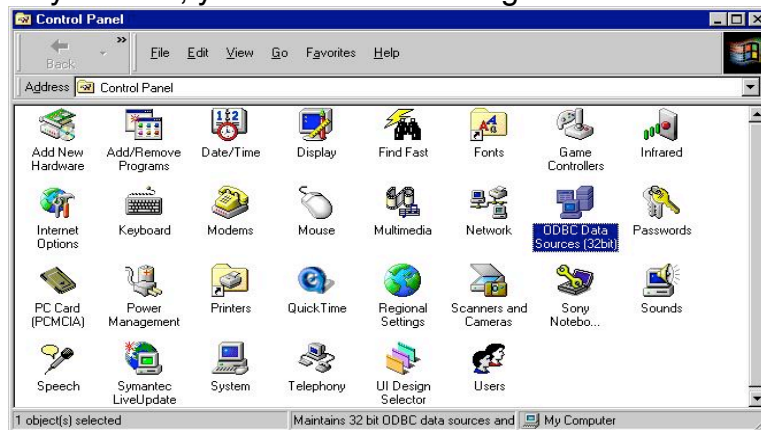 Control Panel
Back
»
File Edit View Go Favorites Help
Address Control Panel
Add New Hardware
Add/Remove Programs
Date/Time
Display
Find Fast
Fonts
Game Controllers
Infrared
Internet Options
Keyboard
Modems
Mouse
Multimedia
Network
ODBC Data Sources (32bit)
Passwords
PC Card (PCMCIA)
Power Management
Printers
QuickTime
Regional Settings
Scanners and Cameras
Sony Notebo...
Sounds
Speech
Symantec LiveUpdate
System
Telephony
UI Design Selector
Users
1 object(s) selected
Maintains 32 bit ODBC data sources and
My Computer